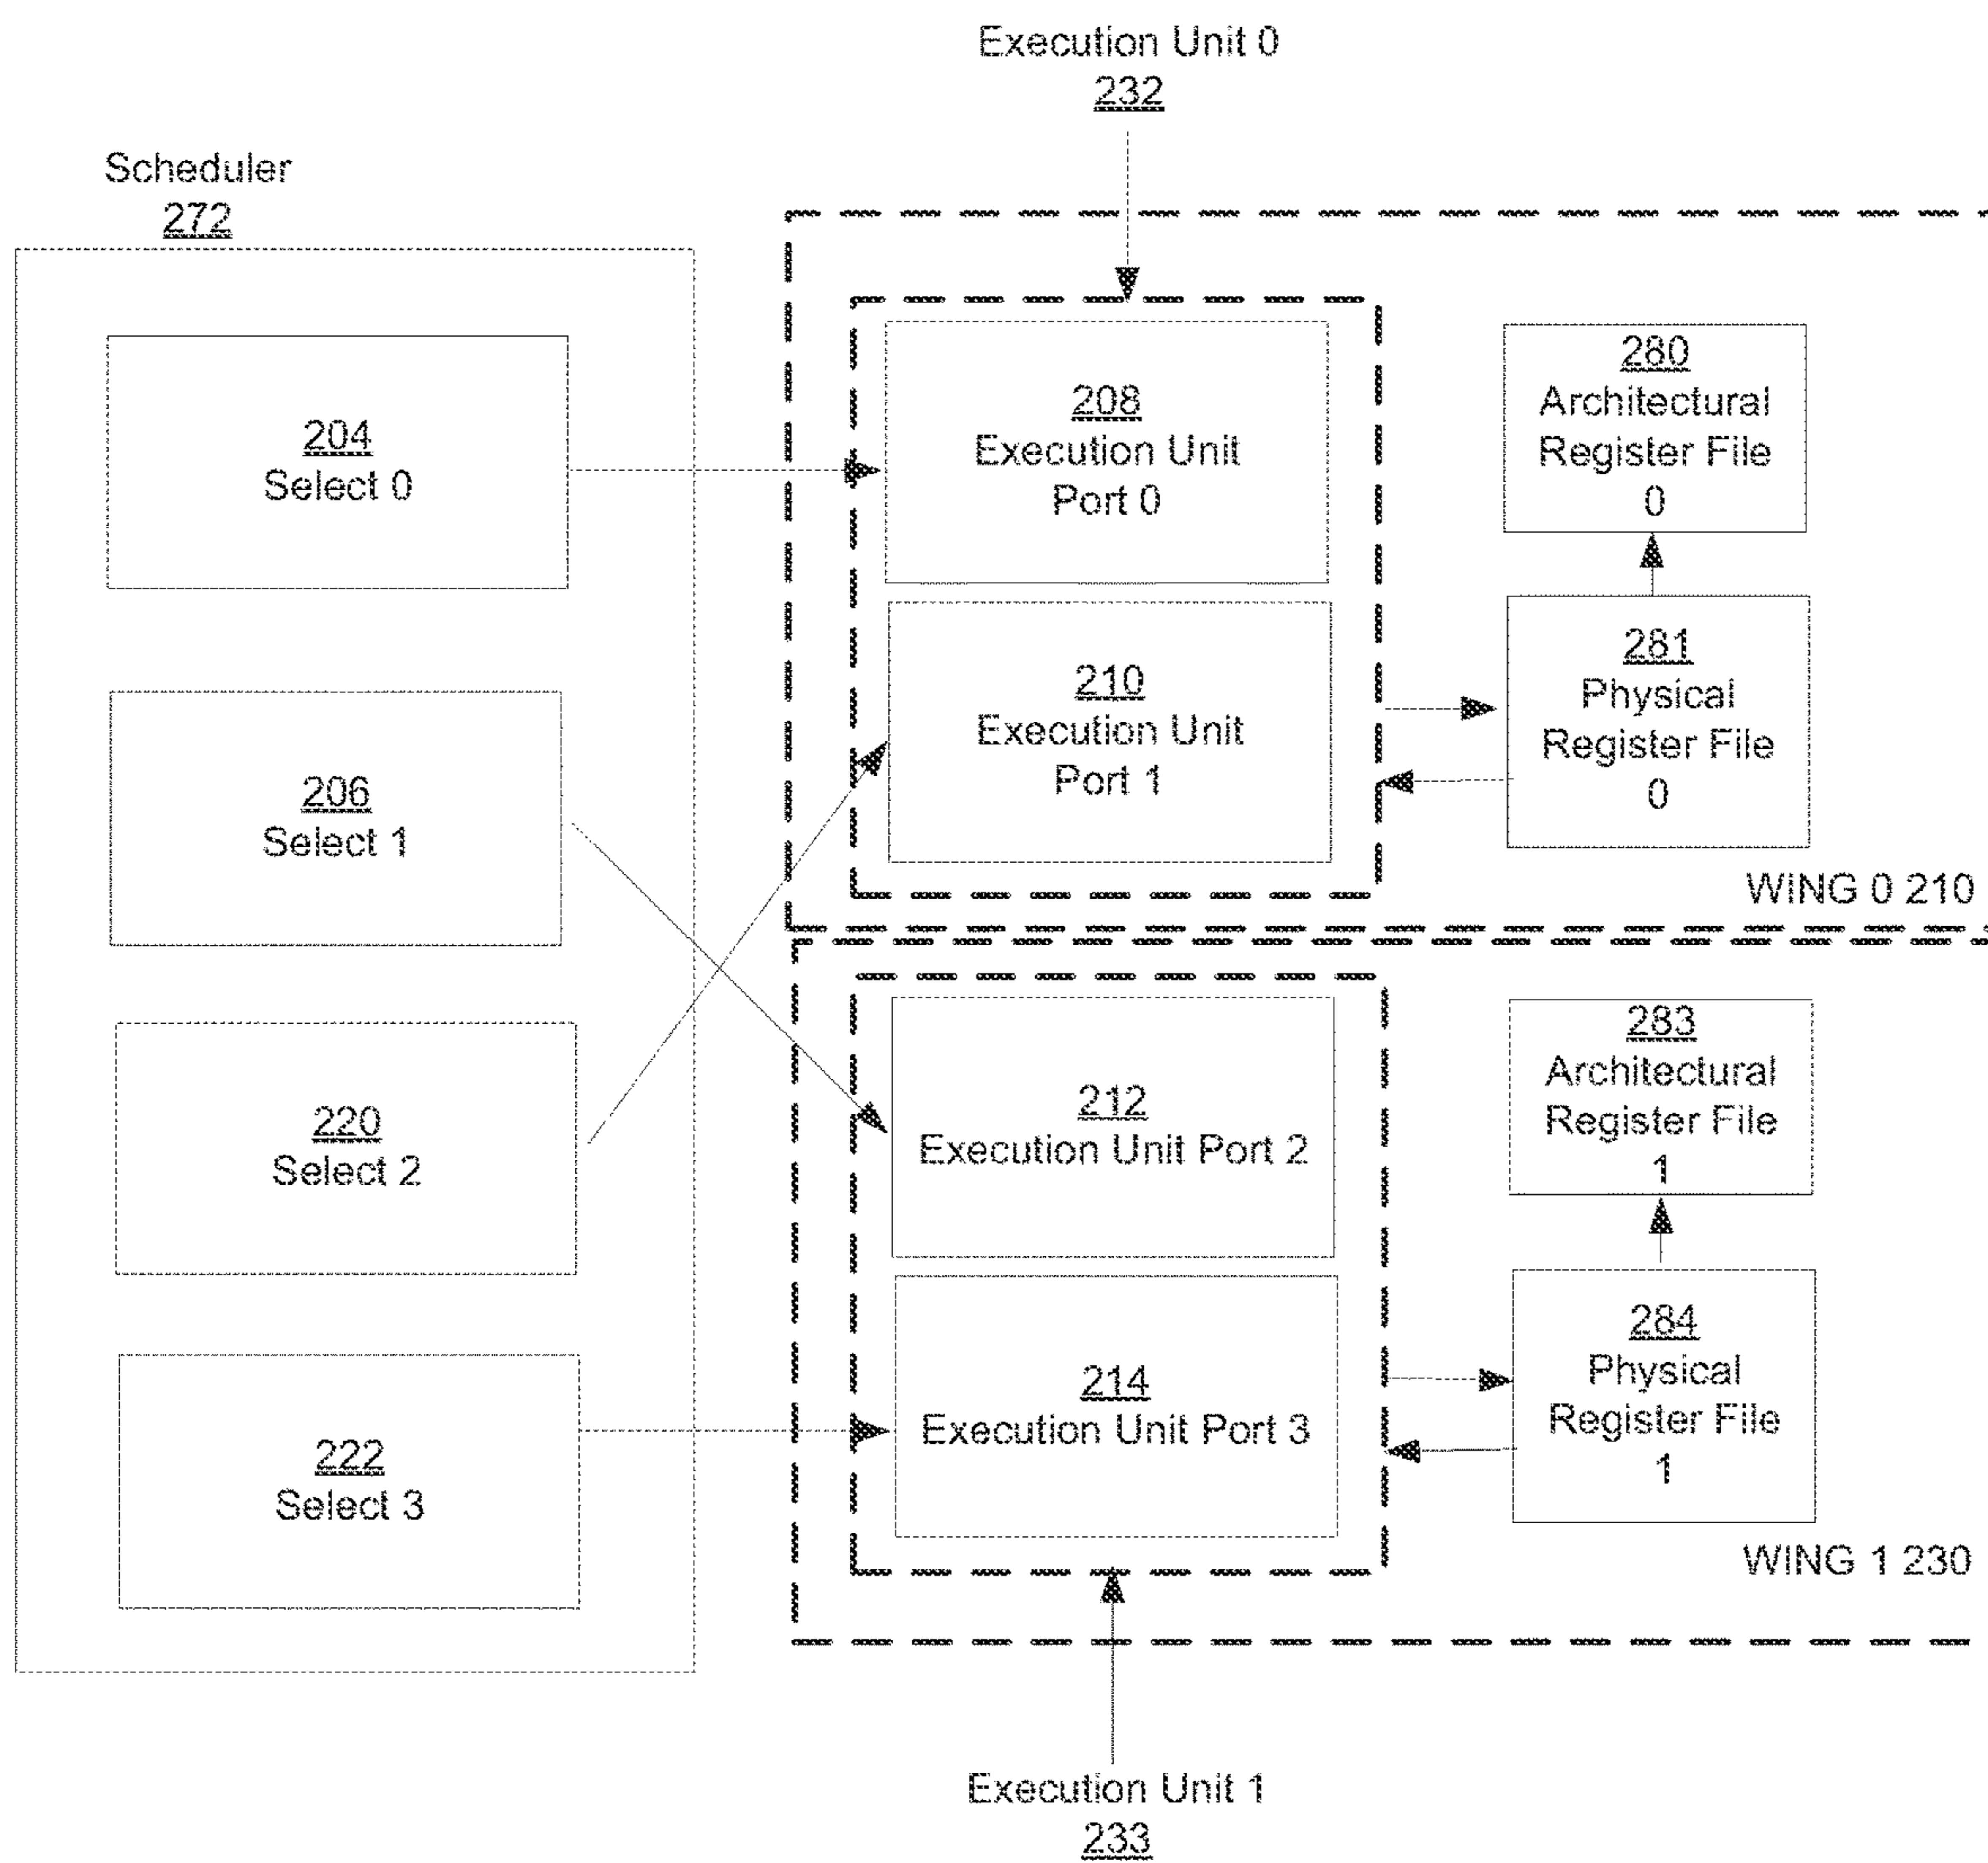 Execution Unit 0
232
Scheduler
272
204
Select 0
206
Select 1
220
Select 2
222
Select 3
208
Execution Unit
Port 0
210
Execution Unit
Port 1
280
Architectural
Register File
0
281
Physical
Register File
0
WING 0 210
212
Execution Unit Port 2
214
Execution Unit Port 3
283
Architectural
Register File
1
284
Physical
Register File
1
WING 1 230
Execution Unit 1
233